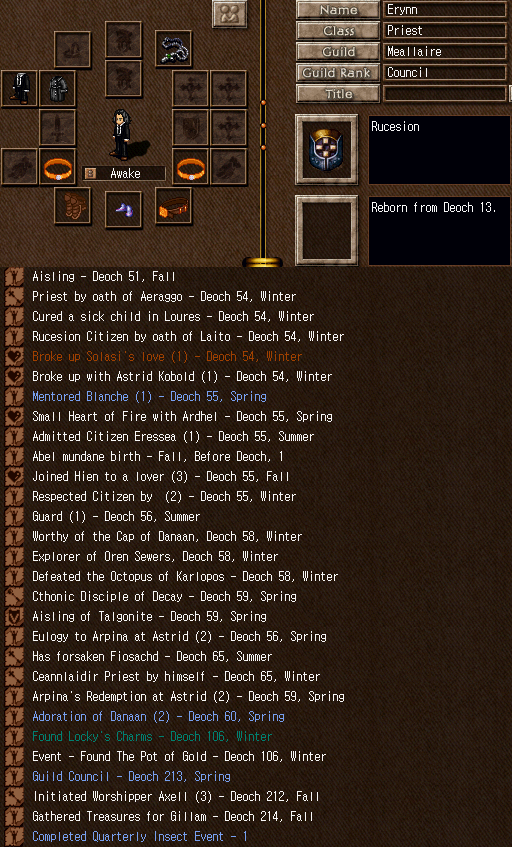 Name Erynn
Class Priest
Guild Meallaire
Guild Rank Council
Title
Awake
Rucesion
Reborn from Deoch 13.
Aisling - Deoch 51, Fall
Priest by oath of Aeraggo - Deoch 54, Winter
Cured a sick child in Loures - Deoch 54, Winter
Rucesion Citizen by oath of Laito - Deoch 54, Winter
Broke up Solasi's love (1) - Deoch 54, Winter
Broke up with Astrid Kobold (1) - Deoch 54, Winter
Mentored Blanche (1) - Deoch 55, Spring
Small Heart of Fire with Ardhel - Deoch 55, Spring
Admitted Citizen Eressea (1) - Deoch 55, Summer
Abel mundane birth - Fall, Before Deoch, 1
Joined Hien to a lover (3) - Deoch 55, Fall
Respected Citizen by (2) - Deoch 55, Winter
Guard (1) - Deoch 56, Summer
Worthy of the Cap of Danaan, Deoch 58, Winter
Explorer of Oren Sewers, Deoch 58, Winter
Defeated the Octopus of Karlopos - Deoch 58, Winter
Cthonic Disciple of Decay - Deoch 59, Spring
Aisling of Talgonite - Deoch 59, Spring
Eulogy to Arpina at Astrid (2) - Deoch 56, Spring
Has forsaken Fiosachd - Deoch 65, Summer
Ceannlaidir Priest by himself - Deoch 65, Winter
Arpina's Redemption at Astrid (2) - Deoch 59, Spring
Adoration of Danaan (2) - Deoch 60, Spring
Found Locky's Charms - Deoch 106, Winter
Event - Found The Pot of Gold - Deoch 106, Winter
Guild Council - Deoch 213, Spring
Initiated Worshipper Axell (3) - Deoch 212, Fall
Gathered Treasures for Gillam - Deoch 214, Fall
Completed Quarterly Insect Event - 1